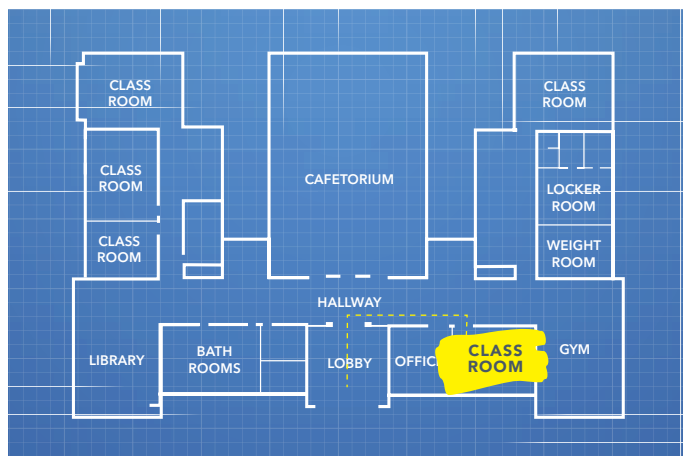 CLASS
ROOM
CLASS
ROOM
CLASS
ROOM
CAFETORIUM
LOCKER
ROOM
CLASS
ROOM
WEIGHT
ROOM
HALLWAY
LIBRARY
BATH
ROOMS
LOBBY
OFFIC
CLASS
ROOM
GYM